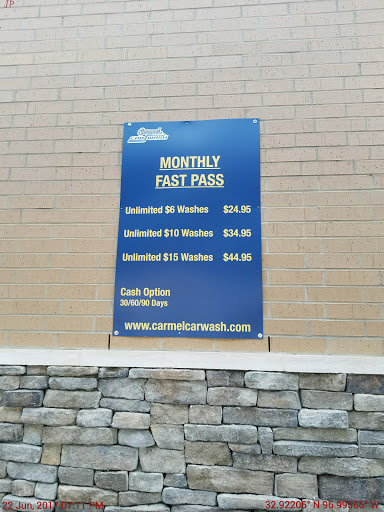 JP
MONTHLY
FAST PASS
Unlimited $6 Washes $24.95
Unlimited $10 Washes $34.95
Unlimited $15 Washes $44.95
Cash Option
30/60/90 Days
www.carmelcarwash.com